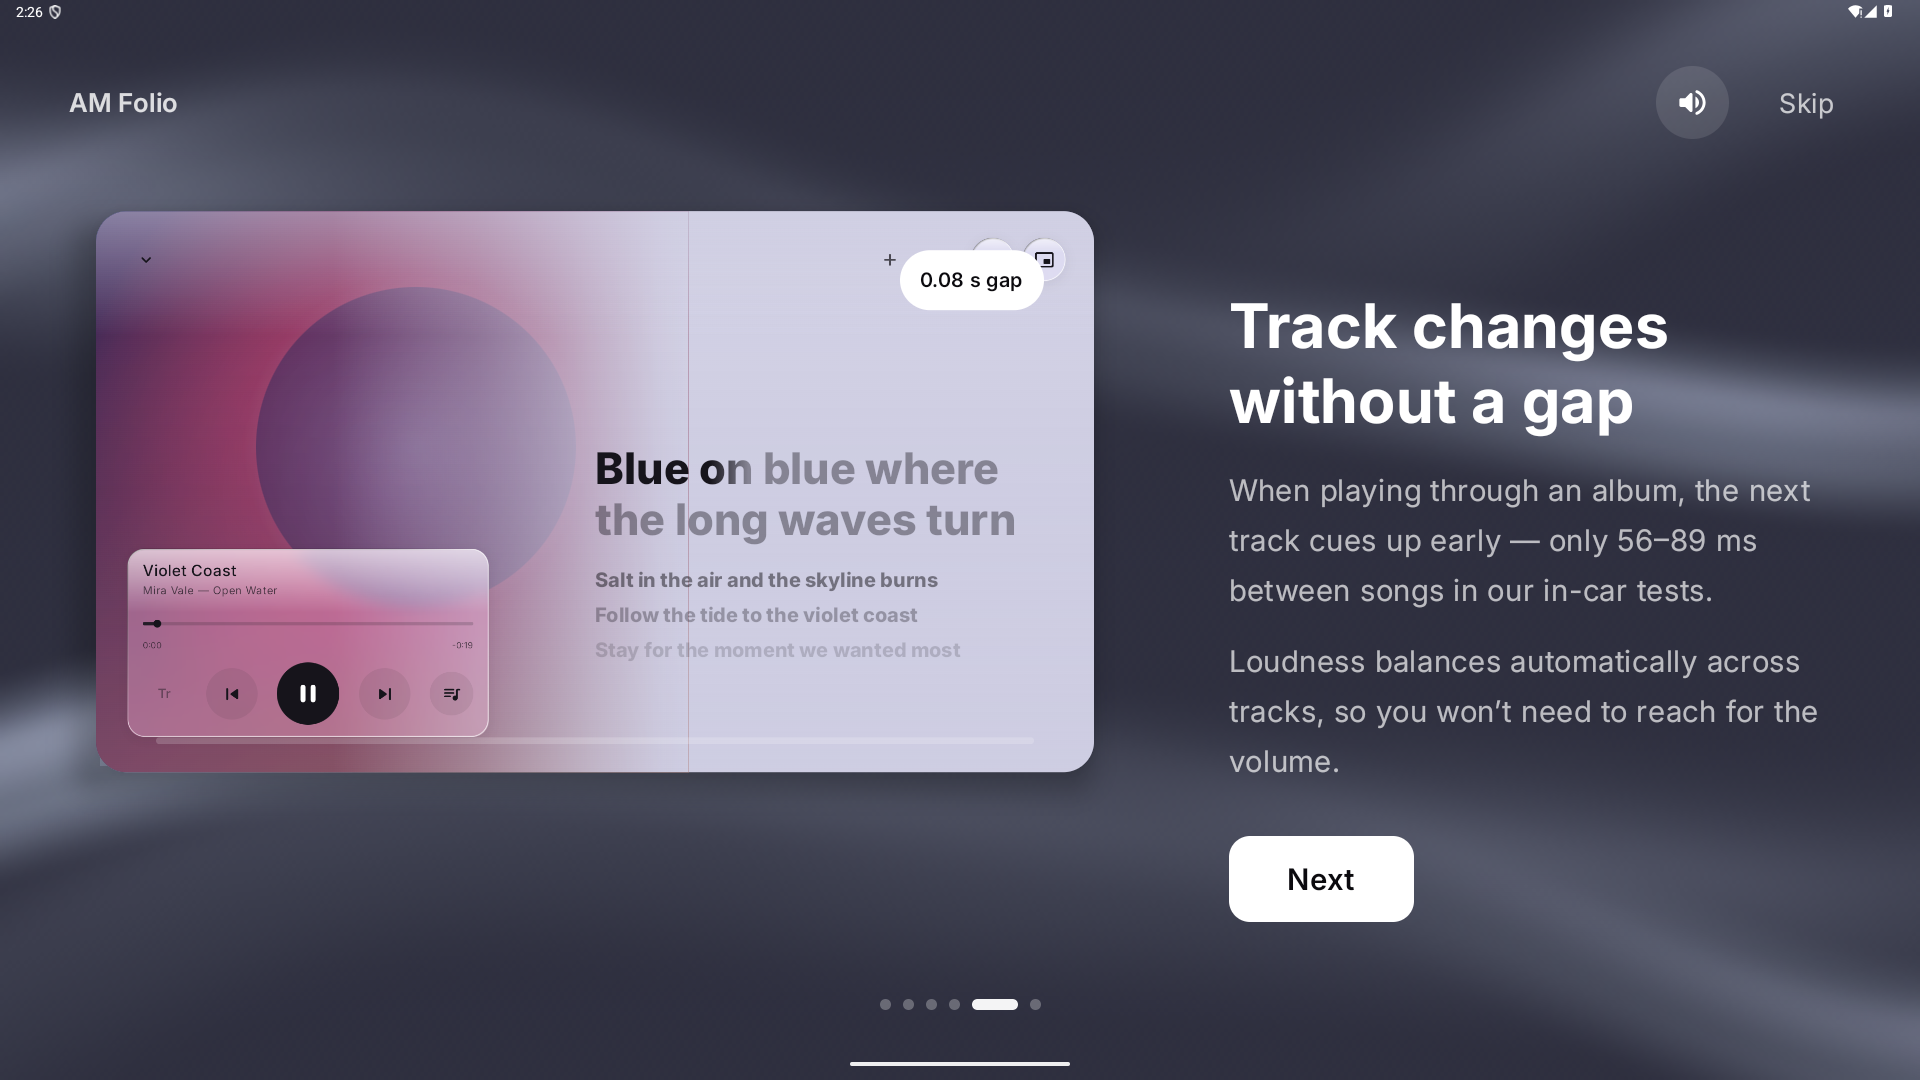 2:26
AM Folio
Skip
0.08 s gap
Blue on blue where
the long waves turn
Salt in the air and the skyline burns
Follow the tide to the violet coast
Stay for the moment we wanted most
Violet Coast
Mira Vale — Open Water
0:00
-0:19
Tr
Track changes
without a gap
When playing through an album, the next
track cues up early — only 56–89 ms
between songs in our in-car tests.
Loudness balances automatically across
tracks, so you won’t need to reach for the
volume.
Next